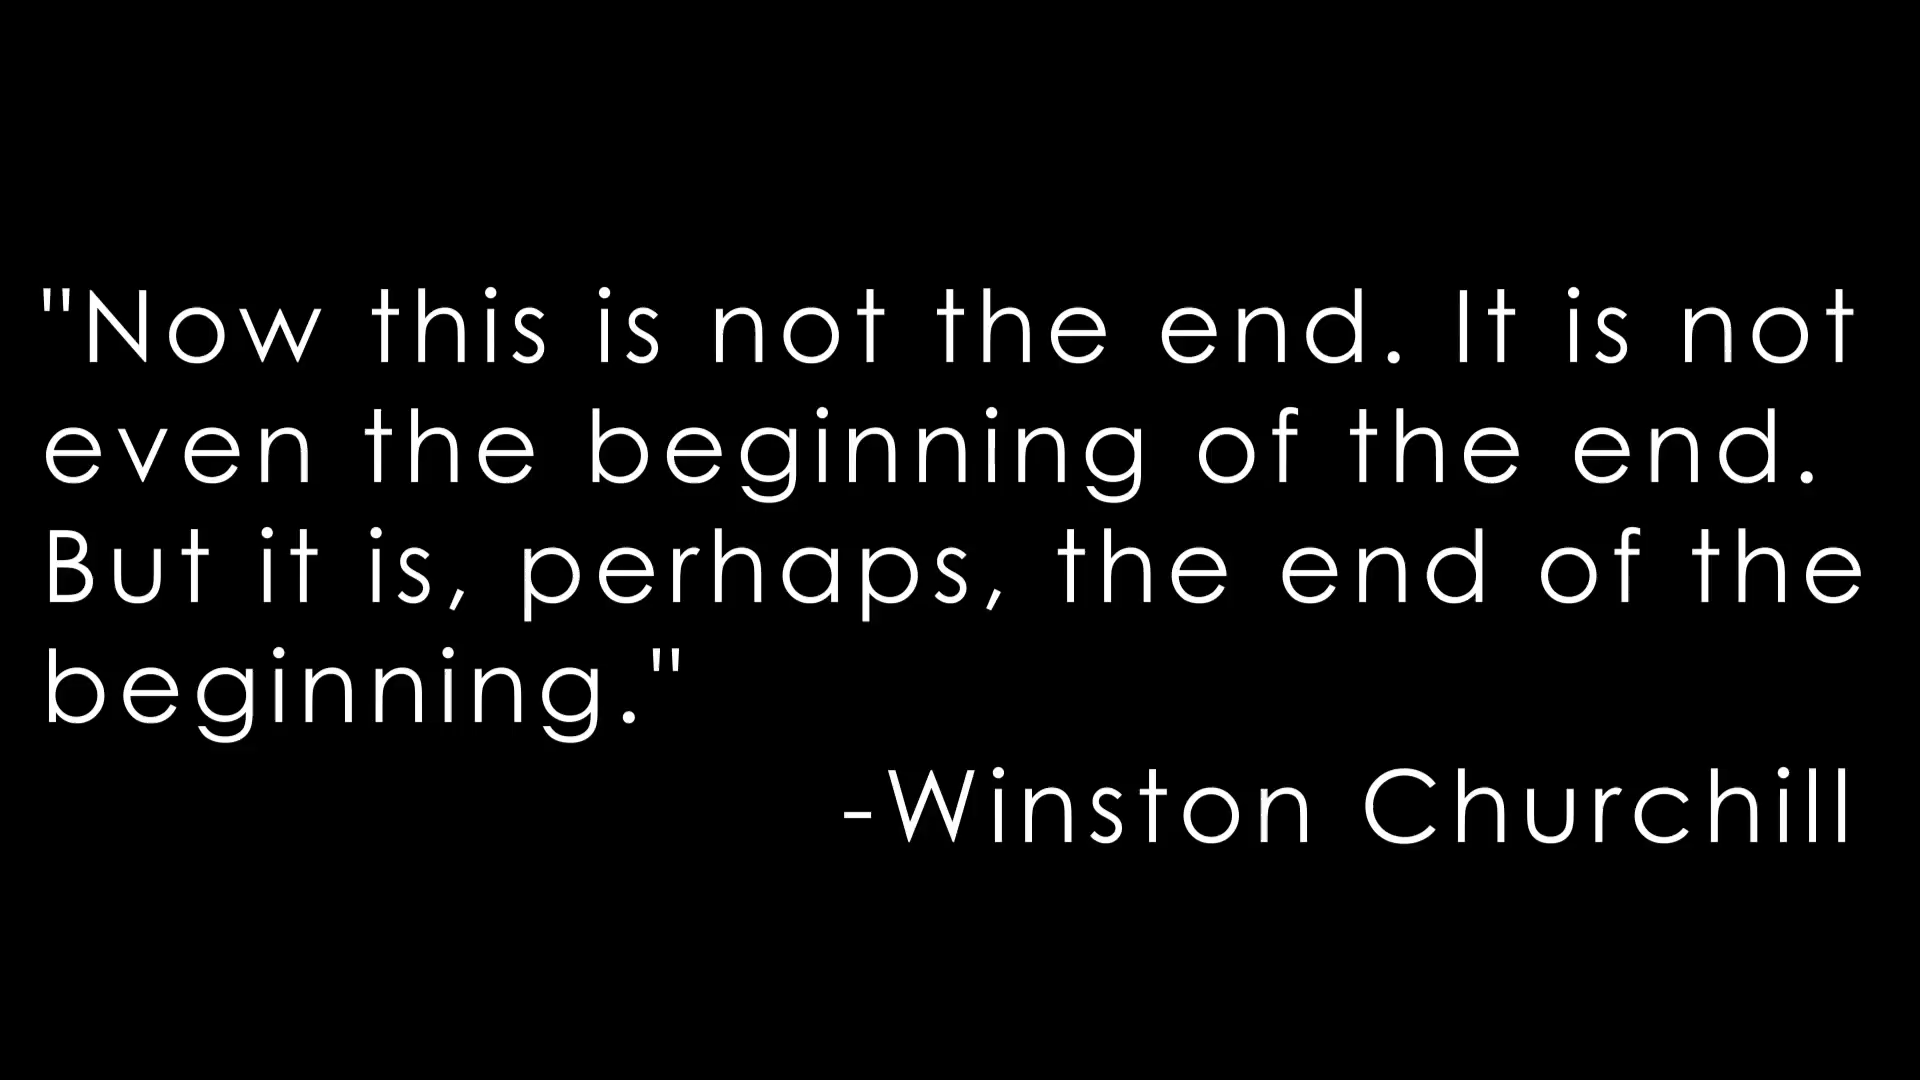 "Now this is not the end. It is not
even the beginning of the end.
But it is, perhaps, the end of the
beginning."
-Winston Churchill